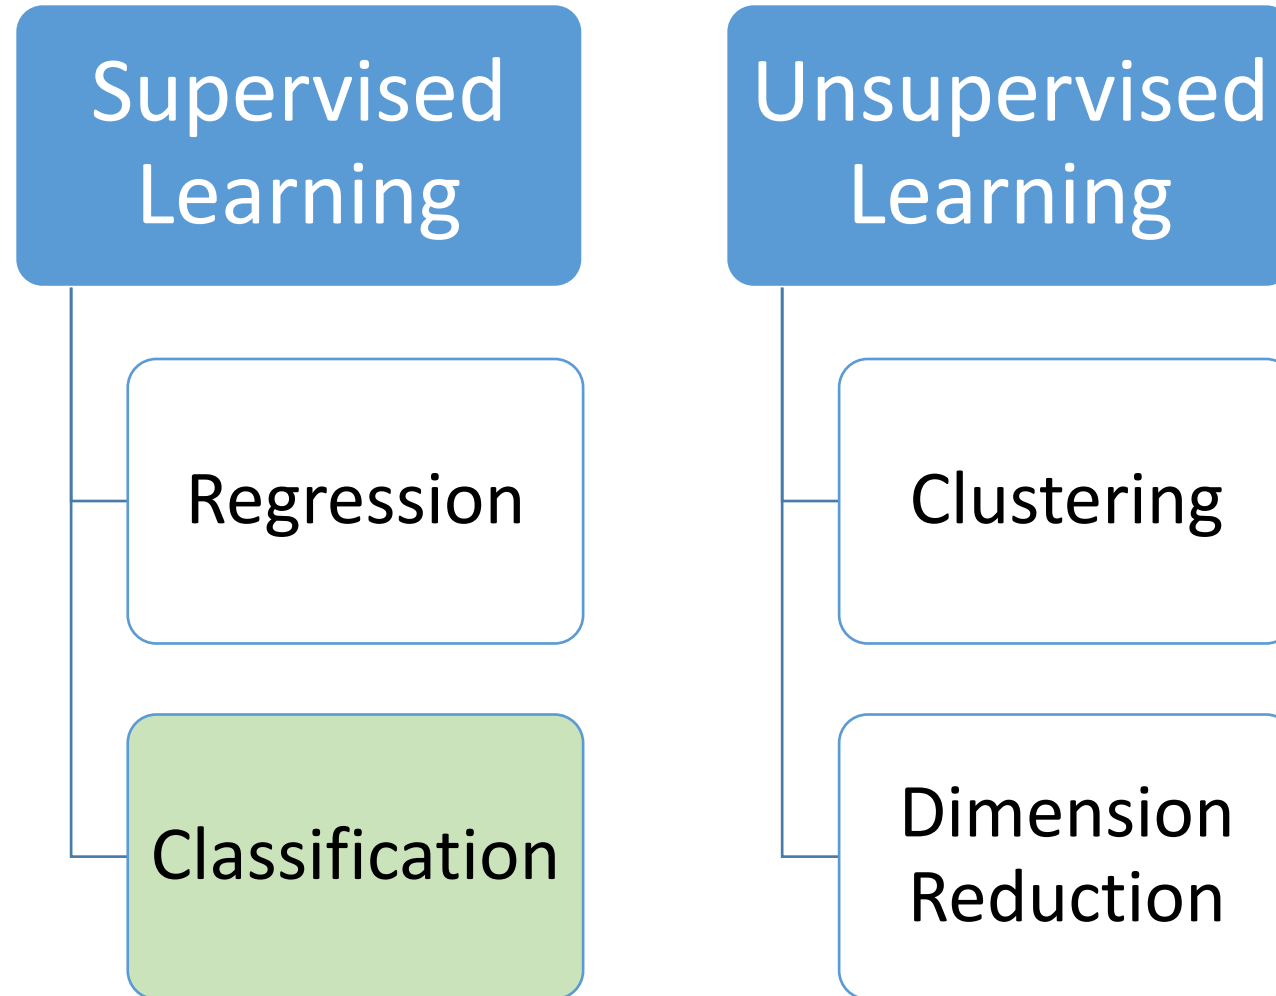 Supervised
Learning
Regression
Classification
Unsupervised
Learning
Clustering
Dimension
Reduction